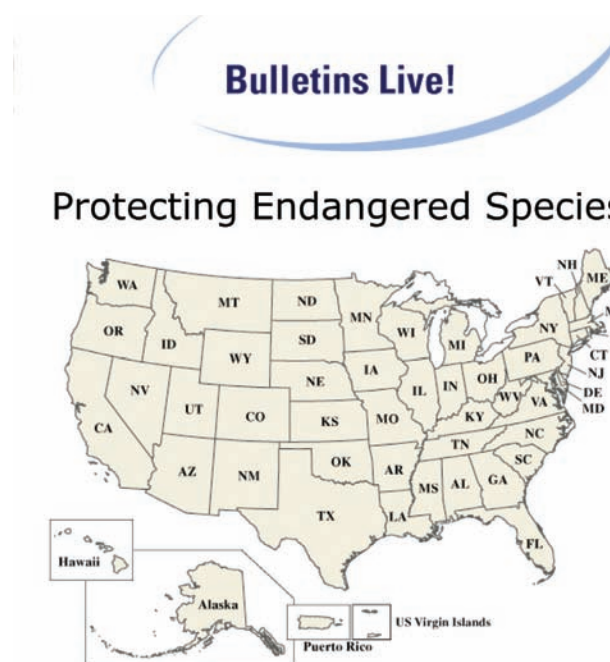 Bulletins Live!
Protecting Endangered Species
NH
VT
ME
WA
MT
ND
MN
OR
ID
SD
WI
MI
NY
WY
CT
IA
PA
NJ
NE
OH
IL
IN
NV
DE
UT
WV
MD
CO
VA
CA
KS
MO
KY
NC
TN
OK
AZ
AR
SC
NM
MS
AL
GA
TX
LA
FL
Hawaii
Alaska
US Virgin Islands
Puerto Rico